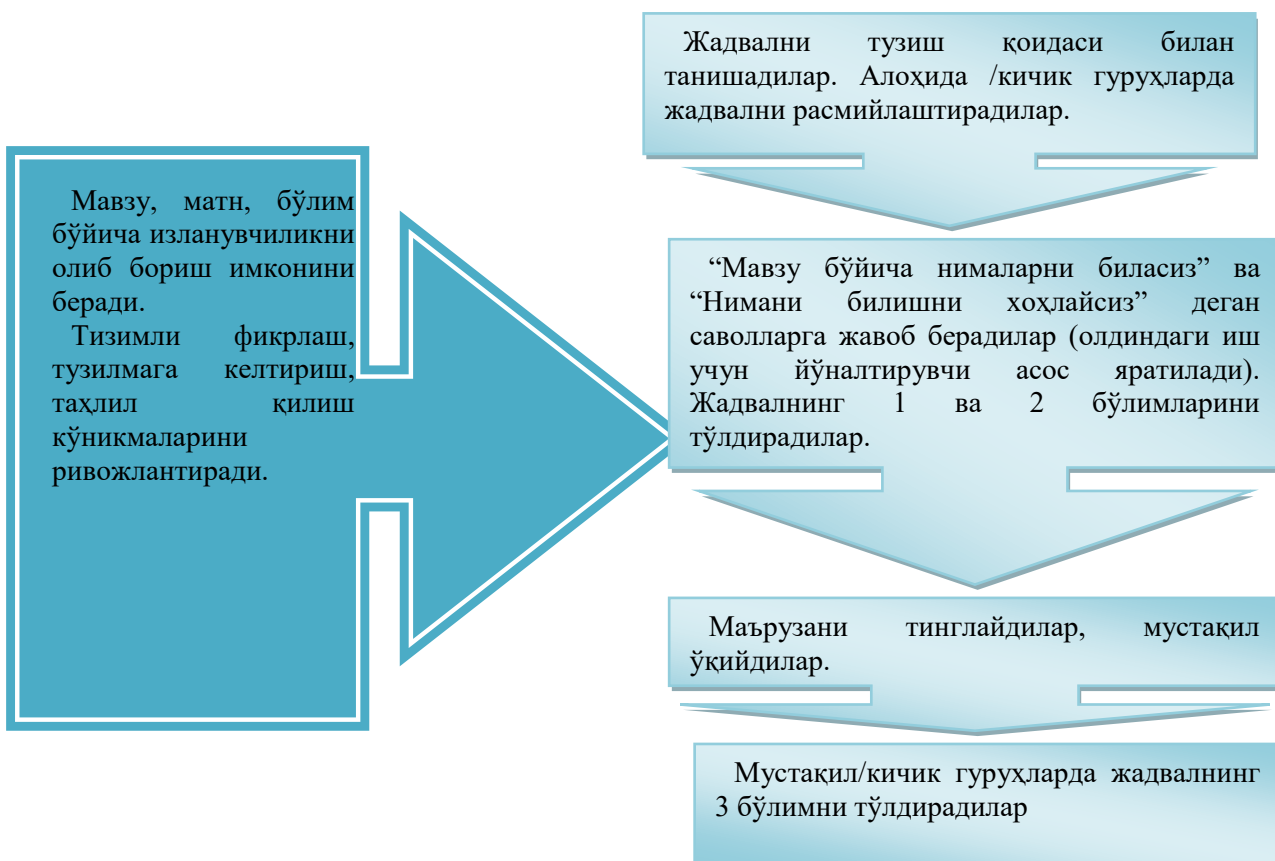 Мавзу, матн, бўлим
бўйича изланувчиликни
олиб бориш имконини
беради.
Тизимли фикрлаш,
тузилмага келтириш,
таҳлил қилиш
кўникмаларини
ривожлантиради.
Жадвални тузиш қоидаси билан
танишадилар. Алоҳида /кичик гуруҳларда
жадвални расмийлаштирадилар.
“Мавзу бўйича нималарни биласиз” ва
“Нимани билишни хоҳлайсиз” деган
саволларга жавоб берадилар (олдиндаги иш
учун йўналтирувчи асос яратилади).
Жадвалнинг 1 ва 2 бўлимларини
тўлдирадилар.
Маърузани тинглайдилар, мустақил
ўқийдилар.
Мустақил/кичик гуруҳларда жадвалнинг
3 бўлимни тўлдирадилар